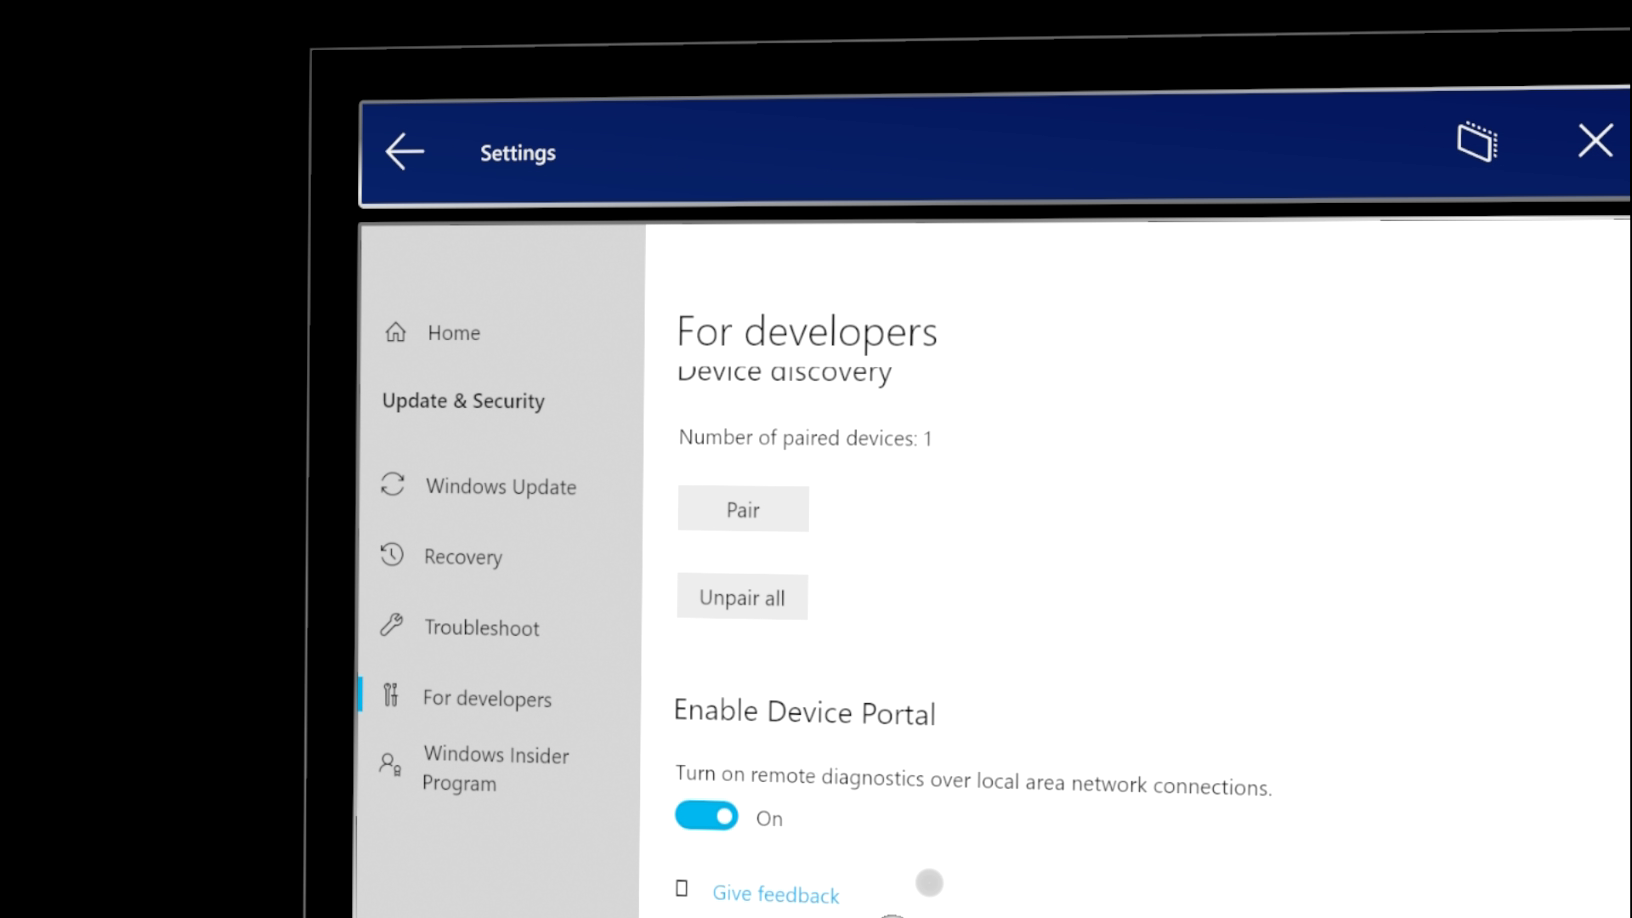 Settings
Home
Update & Security
Windows Update
Recovery
Troubleshoot
For developers
Windows Insider
Program
For developers
Device discovery
Number of paired devices: 1
Pair
Unpair all
Enable Device Portal
Turn on remote diagnostics over local area network connections.
On
Give feedback